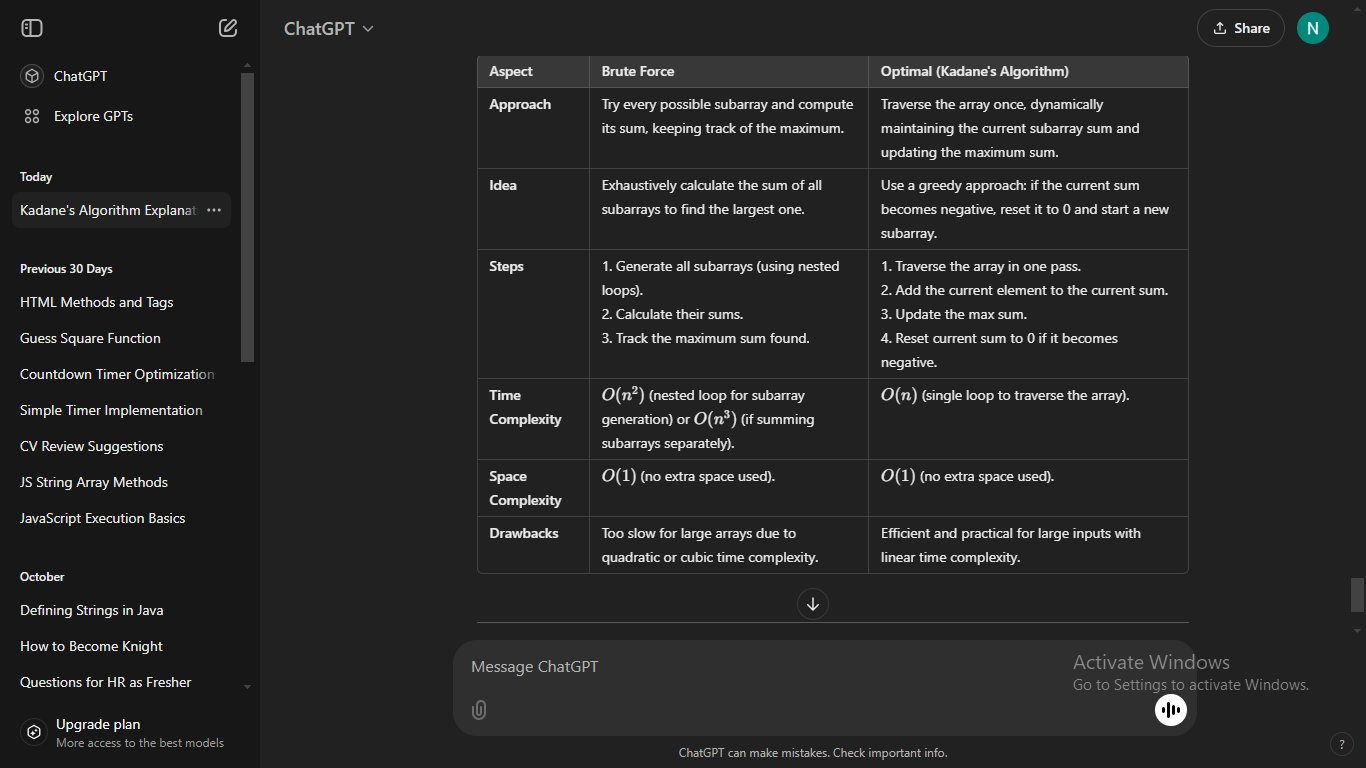 ChatGPT
Share
N
ChatGPT
Explore GPTs
Today
Kadane's Algorithm Explanat
Previous 30 Days
HTML Methods and Tags
Guess Square Function
Countdown Timer Optimization
Simple Timer Implementation
CV Review Suggestions
JS String Array Methods
JavaScript Execution Basics
October
Defining Strings in Java
How to Become Knight
Questions for HR as Fresher
Upgrade plan
More access to the best models
Aspect Brute Force Optimal (Kadane's Algorithm)
Approach
Try every possible subarray and compute
its sum, keeping track of the maximum.
Traverse the array once, dynamically
maintaining the current subarray sum and
updating the maximum sum.
Idea
Exhaustively calculate the sum of all
subarrays to find the largest one.
Use a greedy approach: if the current sum
becomes negative, reset it to 0 and start a new
subarray.
Steps
1. Generate all subarrays (using nested
loops).
2. Calculate their sums.
3. Track the maximum sum found.
1. Traverse the array in one pass.
2. Add the current element to the current sum.
3. Update the max sum.
4. Reset current sum to 0 if it becomes
negative.
Time
Complexity
O(n²) (nested loop for subarray
generation) or O(n³) (if summing
subarrays separately).
O(n) (single loop to traverse the array).
Space
Complexity
O(1) (no extra space used).
O(1) (no extra space used).
Drawbacks
Too slow for large arrays due to
quadratic or cubic time complexity.
Efficient and practical for large inputs with
linear time complexity.
Message ChatGPT
Activate Windows
Go to Settings to activate Windows.
ChatGPT can make mistakes. Check important info.
?